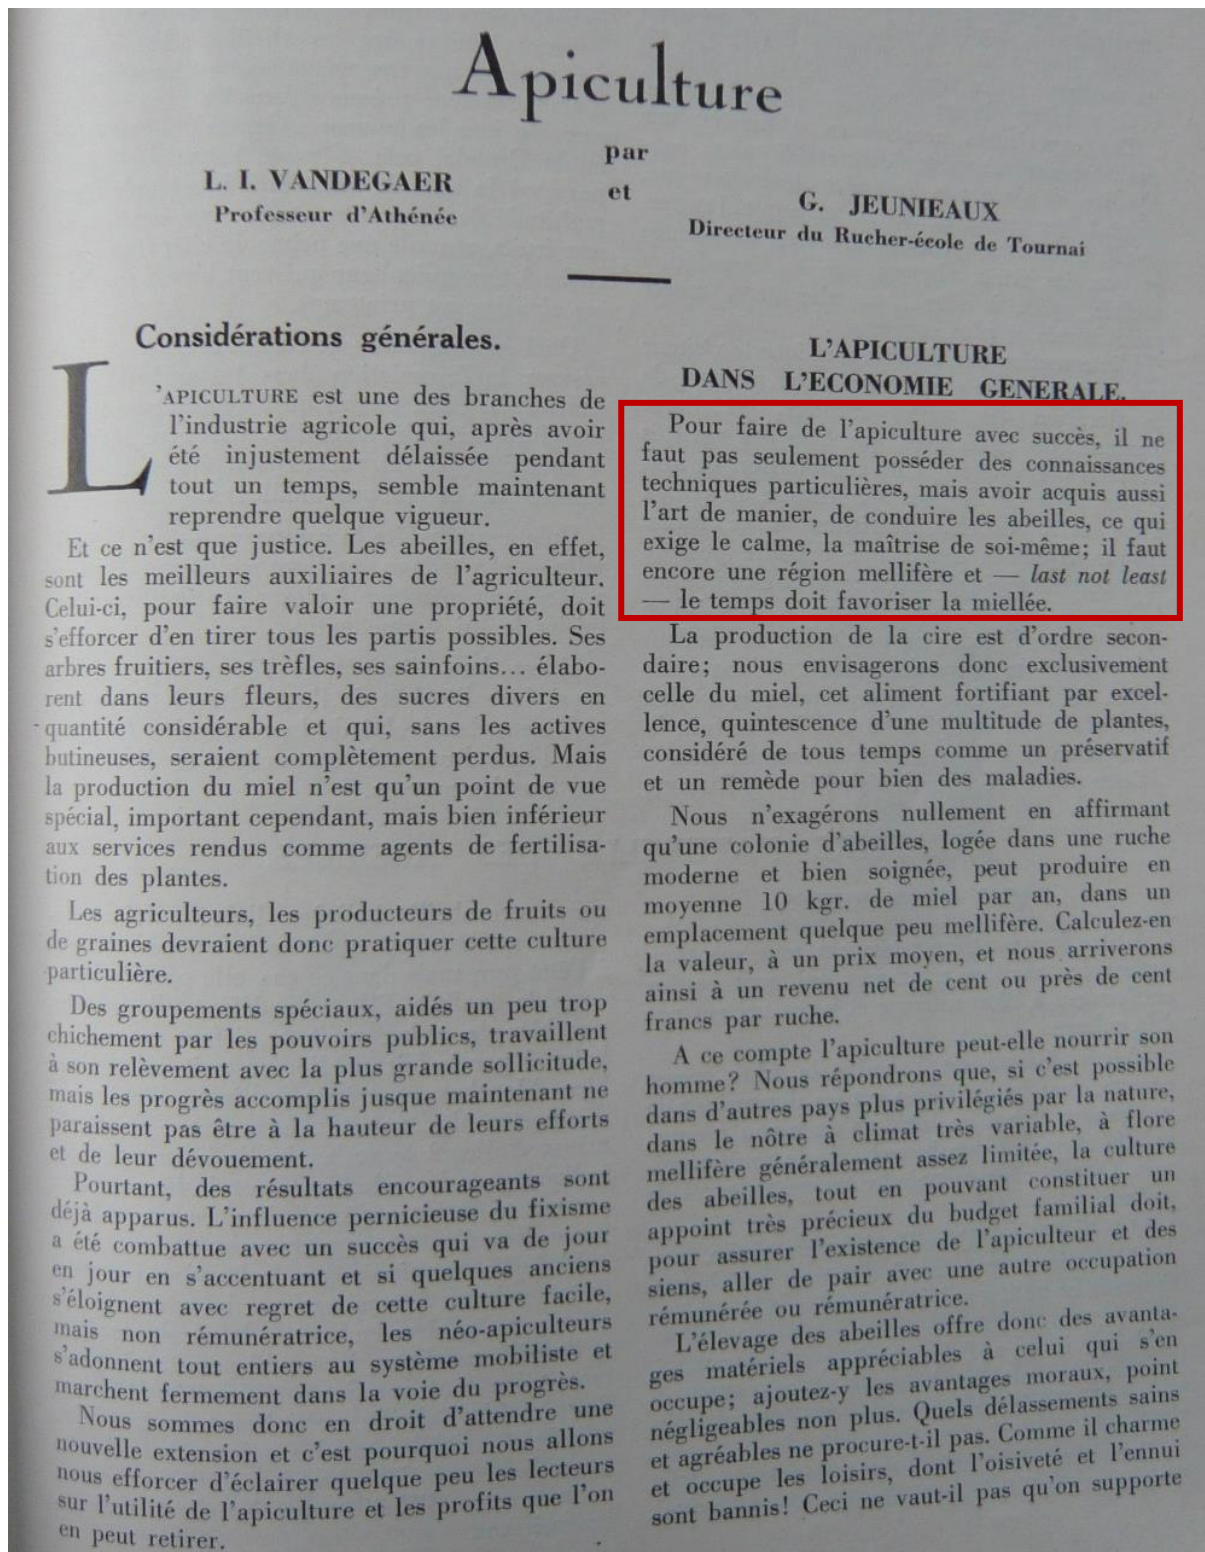 Apiculture
par
L. I. VANDEGAER
Professeur d'Athénée
et
G. JEUNIEAUX
Directeur du Rucher-école de Tournai
Considérations générales.
L'APICULTURE est une des branches de
l'industrie agricole qui, après avoir
été injustement délaissée pendant
tout un temps, semble maintenant
reprendre quelque vigueur.
Et ce n'est que justice. Les abeilles, en effet,
sont les meilleurs auxiliaires de l'agriculteur.
Celui-ci, pour faire valoir une propriété, doit
s'efforcer d'en tirer tous les partis possibles. Ses
arbres fruitiers, ses trèfles, ses sainfoins... élabo-
rent dans leurs fleurs, des sucres divers en
quantité considérable et qui, sans les actives
butineuses, seraient complètement perdus. Mais
la production du miel n'est qu'un point de vue
spécial, important cependant, mais bien inférieur
aux services rendus comme agents de fertilisa-
tion des plantes.
Les agriculteurs, les producteurs de fruits ou
de graines devraient donc pratiquer cette culture
particulière.
Des groupements spéciaux, aidés un peu trop
chichement par les pouvoirs publics, travaillent
à son relèvement avec la plus grande sollicitude,
mais les progrès accomplis jusque maintenant ne
paraissent pas être à la hauteur de leurs efforts
et de leur dévouement.
Pourtant, des résultats encourageants sont
déjà apparus. L'influence pernicieuse du fixisme
a été combattue avec un succès qui va de jour
en jour en s'accentuant et si quelques anciens
s'éloignent avec regret de cette culture facile,
mais non rémunératrice, les néo-apiculteurs
s'adonnent tout entiers au système mobiliste et
marchent fermement dans la voie du progrès.
Nous sommes donc en droit d'attendre une
nouvelle extension et c'est pourquoi nous allons
nous efforcer d'éclairer quelque peu les lecteurs
sur l'utilité de l'apiculture et les profits que l'on
en peut retirer.
L'APICULTURE
DANS L'ECONOMIE GENERALE.
Pour faire de l'apiculture avec succès, il ne
faut pas seulement posséder des connaissances
techniques particulières, mais avoir acquis aussi
l'art de manier, de conduire les abeilles, ce qui
exige le calme, la maîtrise de soi-même; il faut
encore une région mellifère et — last not least
— le temps doit favoriser la miellée.
La production de la cire est d'ordre secon-
daire; nous envisagerons donc exclusivement
celle du miel, cet aliment fortifiant par excel-
lence, quintescence d'une multitude de plantes,
considéré de tous temps comme un préservatif
et un remède pour bien des maladies.
Nous n'exagérons nullement en affirmant
qu'une colonie d'abeilles, logée dans une ruche
moderne et bien soignée, peut produire en
moyenne 10 kgr. de miel par an, dans un
emplacement quelque peu mellifère. Calculez-en
la valeur, à un prix moyen, et nous arriverons
ainsi à un revenu net de cent ou près de cent
francs par ruche.
A ce compte l'apiculture peut-elle nourrir son
homme? Nous répondrons que, si c'est possible
dans d'autres pays plus privilégiés par la nature,
dans le nôtre à climat très variable, à flore
mellifère généralement assez limitée, la culture
des abeilles, tout en pouvant constituer un
appoint très précieux du budget familial doit,
pour assurer l'existence de l'apiculteur et des
siens, aller de pair avec une autre occupation
rémunérée ou rémunératrice.
L'élevage des abeilles offre donc des avanta-
ges matériels appréciables à celui qui s'en
occupe; ajoutez-y les avantages moraux, point
négligeables non plus. Quels délassements sains
et agréables ne procure-t-il pas. Comme il charme
et occupe les loisirs, dont l'oisiveté et l'ennui
sont bannis! Ceci ne vaut-il pas qu'on supporte